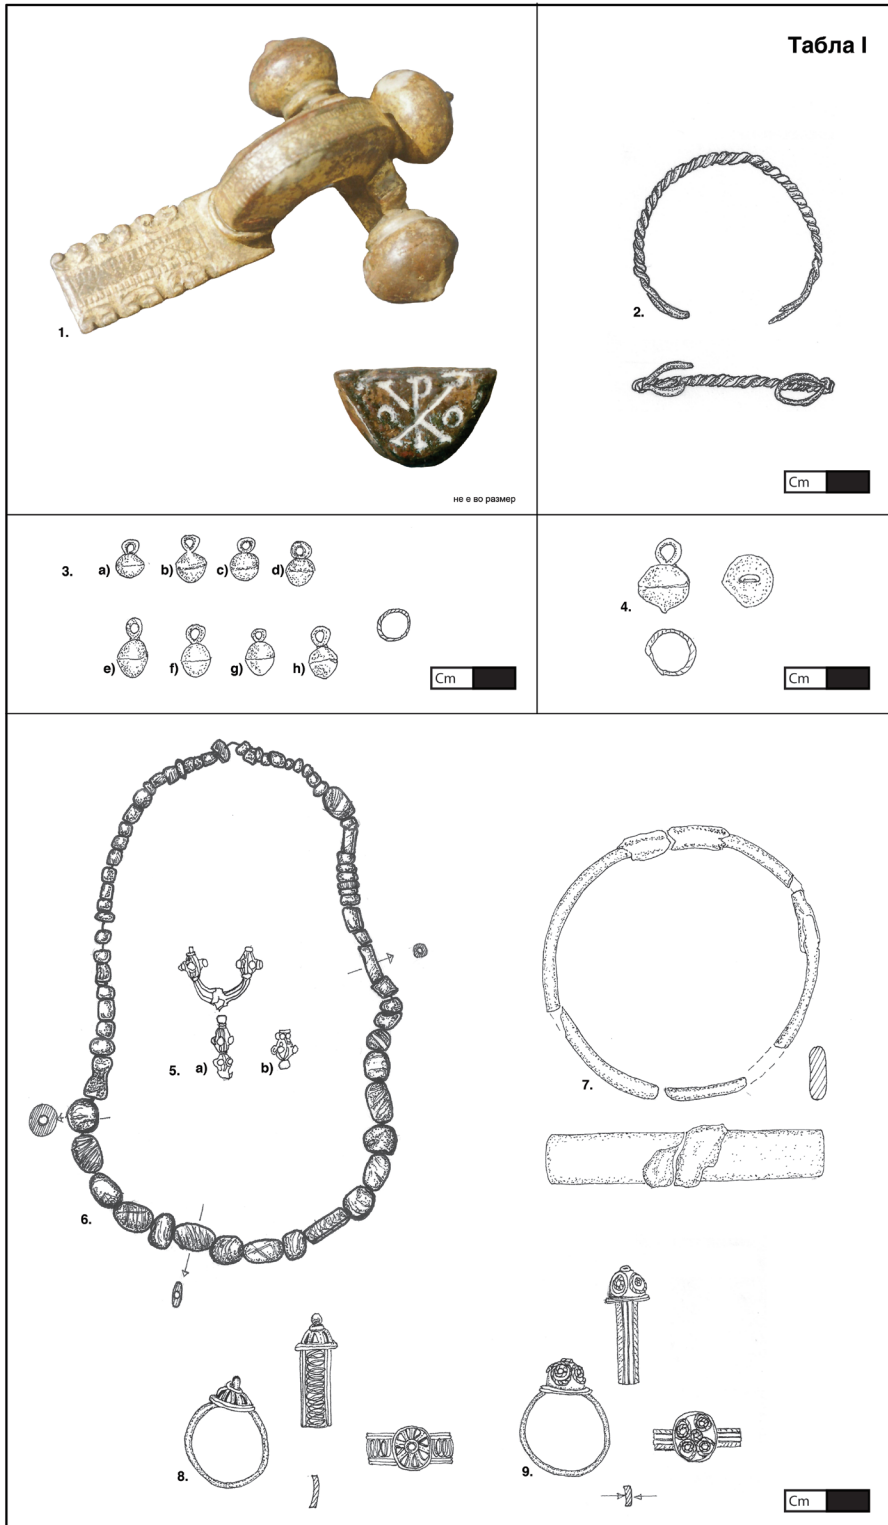 Табла I
1.
не е во размер
2.
Cm
3. a) b) c) d)
e) f) g) h)
Cm
4.
Cm
5. a) b)
6.
7.
8.
9.
Cm